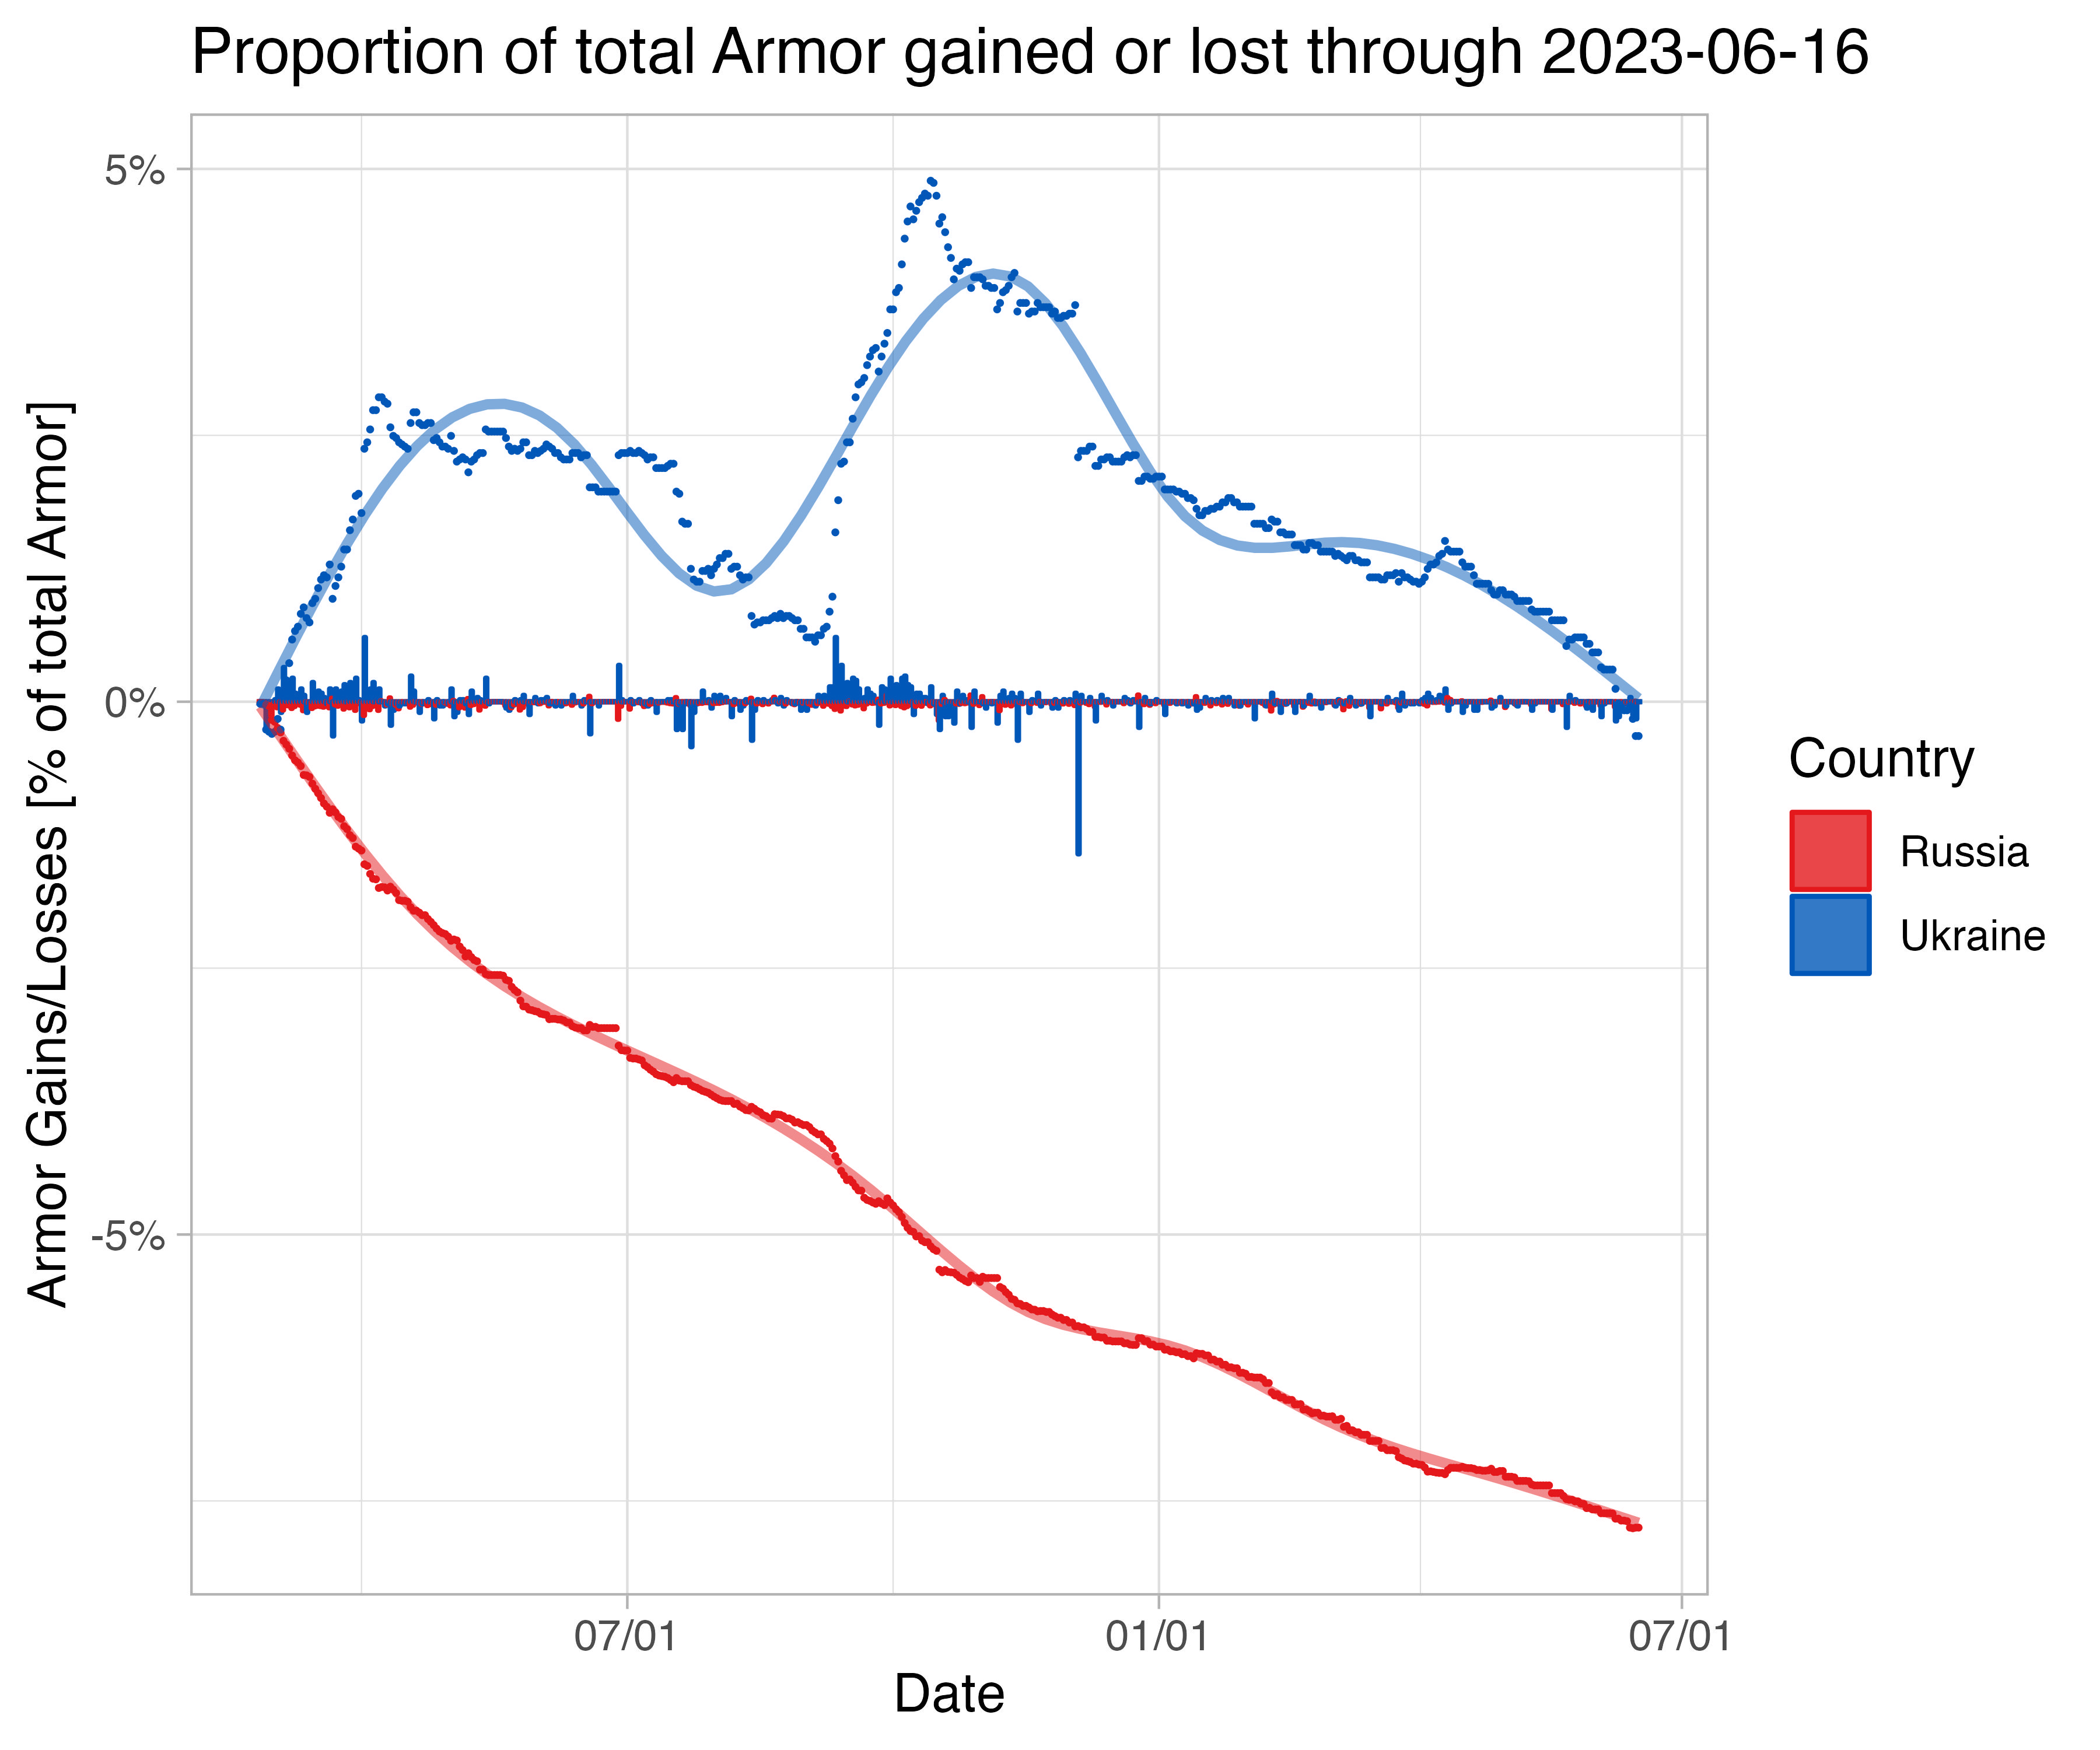 Proportion of total Armor gained or lost through 2023-06-16
Armor Gains/Losses [% of total Armor]
5%
0%
-5%
07/01
01/01
07/01
Date
Country
Russia
Ukraine